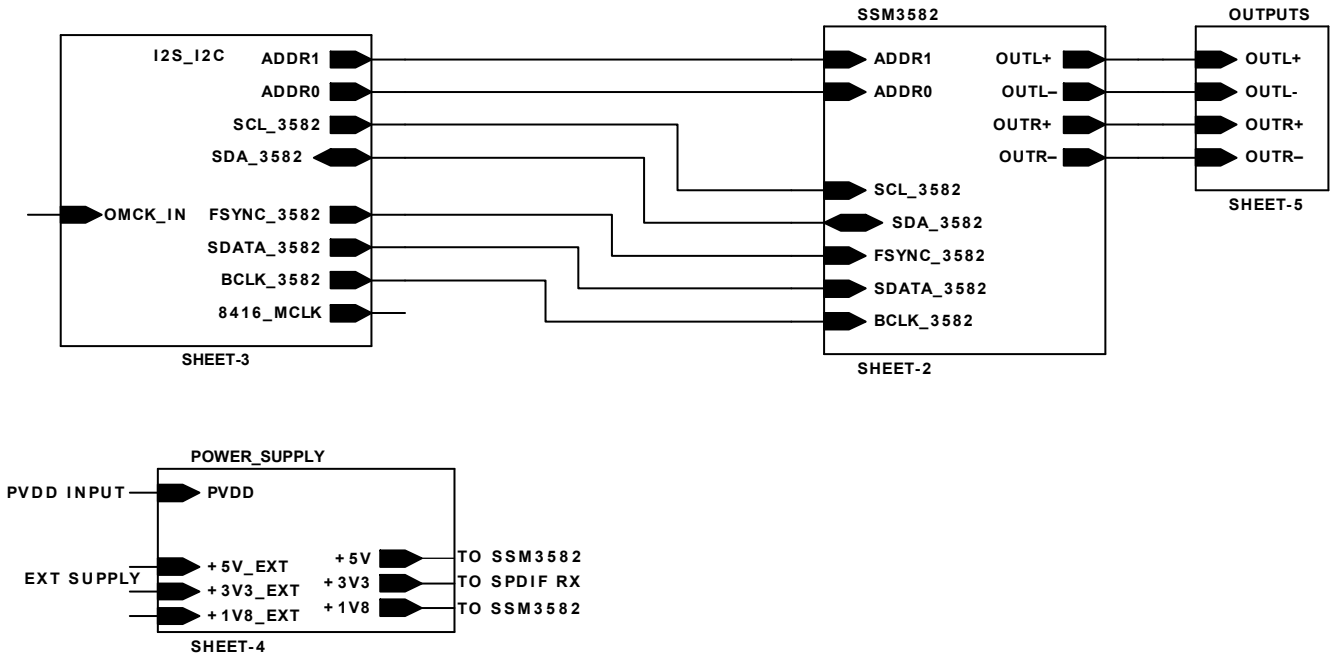 SSM3582
OUTPUTS
I2S_I2C
ADDR1
ADDR0
SCL_3582
SDA_3582
OMCK_IN
FSYNC_3582
SDATA_3582
BCLK_3582
8416_MCLK
SHEET-3
ADDR1
ADDR0
SCL_3582
SDA_3582
FSYNC_3582
SDATA_3582
BCLK_3582
OUTL+
OUTL–
OUTR+
OUTR–
SHEET-2
OUTL+
OUTL-
OUTR+
OUTR–
SHEET-5
POWER_SUPPLY
PVDD INPUT
PVDD
EXT SUPPLY
+5V_EXT
+3V3_EXT
+1V8_EXT
+5V
+3V3
+1V8
TO SSM3582
TO SPDIF RX
TO SSM3582
SHEET-4